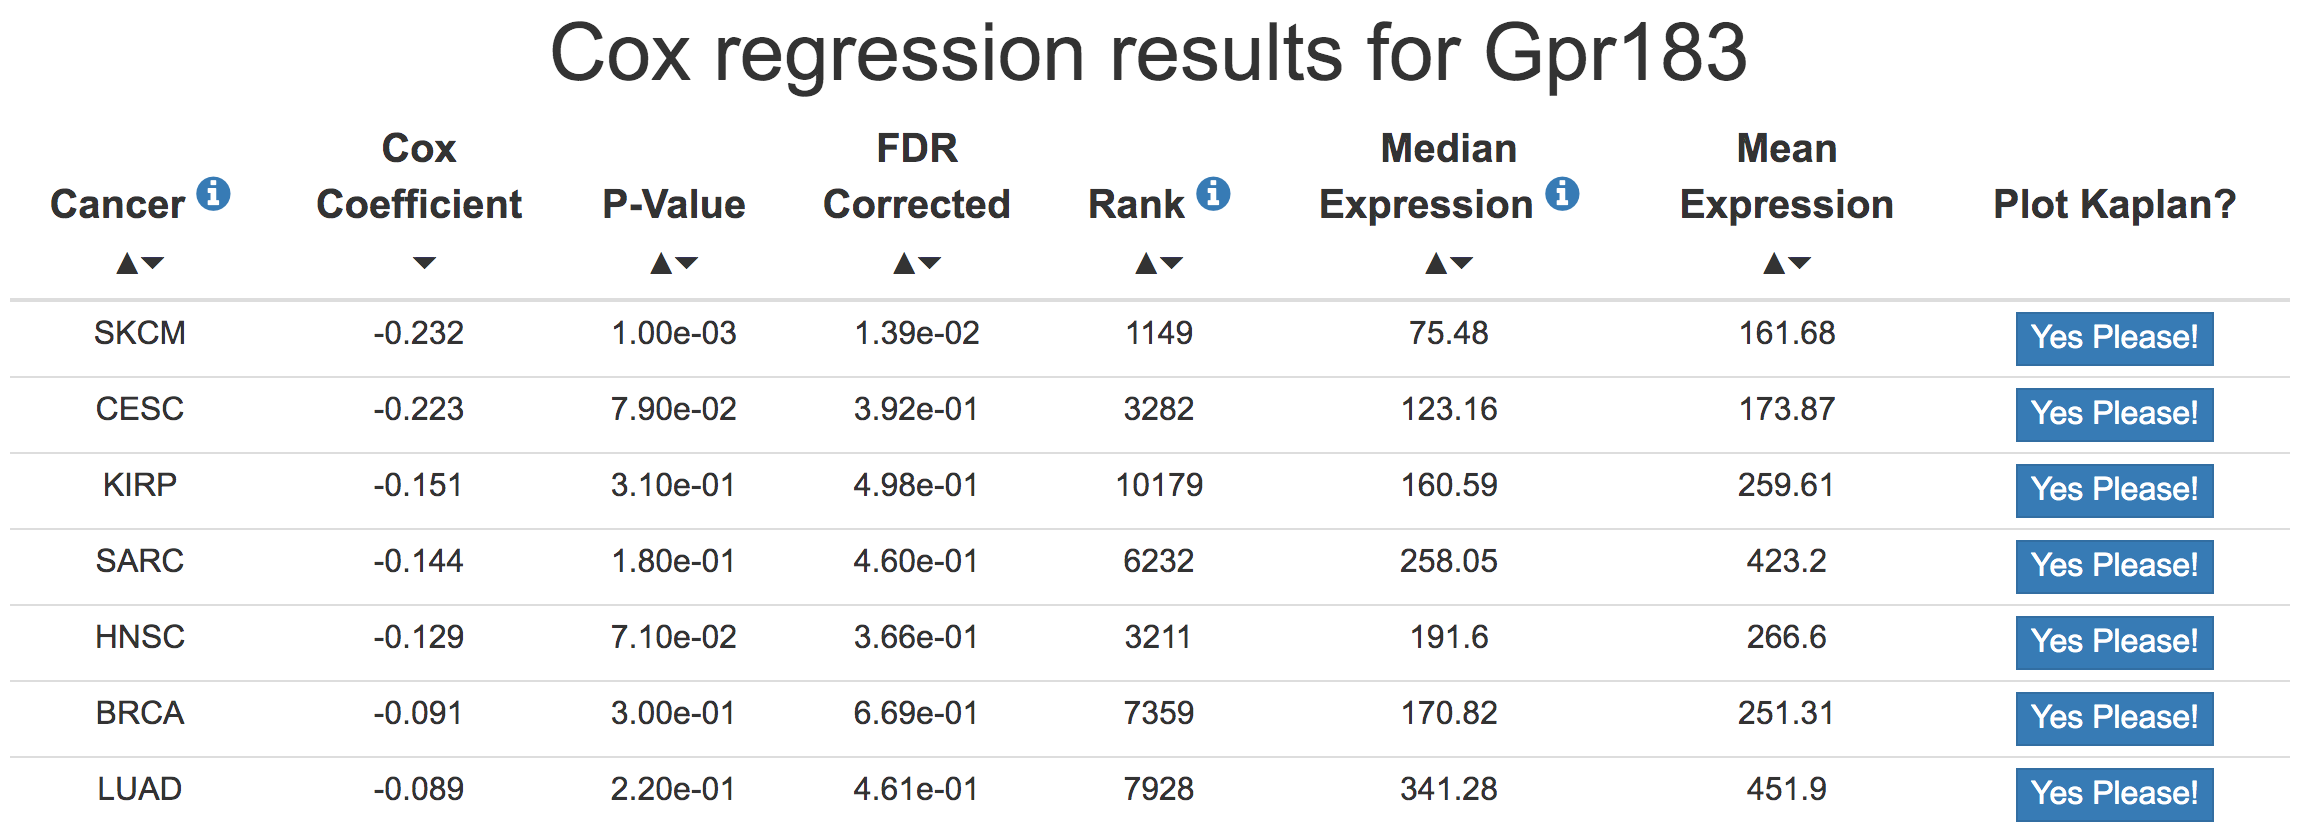 Cox regression results for Gpr183
Cox FDR Median Mean
Cancer Coefficient P-Value Corrected Rank Expression Expression Plot Kaplan?
SKCM -0.232 1.00e-03 1.39e-02 1149 75.48 161.68 Yes Please!
CESC -0.223 7.90e-02 3.92e-01 3282 123.16 173.87 Yes Please!
KIRP -0.151 3.10e-01 4.98e-01 10179 160.59 259.61 Yes Please!
SARC -0.144 1.80e-01 4.60e-01 6232 258.05 423.2 Yes Please!
HNSC -0.129 7.10e-02 3.66e-01 3211 191.6 266.6 Yes Please!
BRCA -0.091 3.00e-01 6.69e-01 7359 170.82 251.31 Yes Please!
LUAD -0.089 2.20e-01 4.61e-01 7928 341.28 451.9 Yes Please!